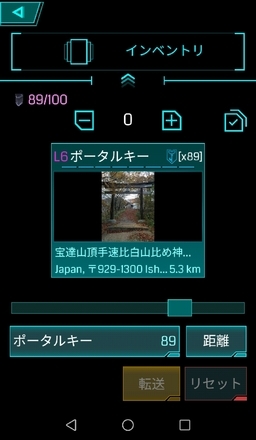 インベントリ
89/100
0
L6 ポータルキー [x89]
宝達山頂手速比白山比め神...
Japan, 〒929-1300 Ish... 5.3 km
ポータルキー 89 距離
転送 リセット